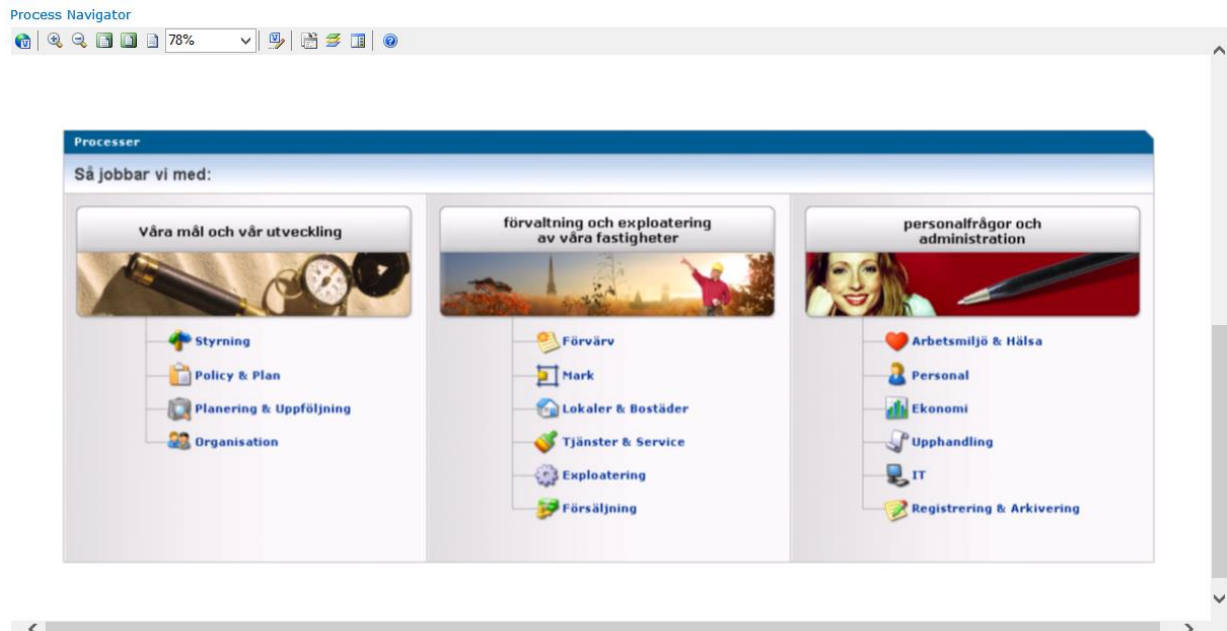 Process Navigator
78%
Processer
Så jobbar vi med:
Våra mål och vår utveckling
Styrning
Policy & Plan
Planering & Uppföljning
Organisation
förvaltning och exploatering
av våra fastigheter
Förvärv
Mark
Lokaler & Bostäder
Tjänster & Service
Exploatering
Försäljning
personalfrågor och
administration
Arbetsmiljö & Hälsa
Personal
Ekonomi
Upphandling
IT
Registrering & Arkivering